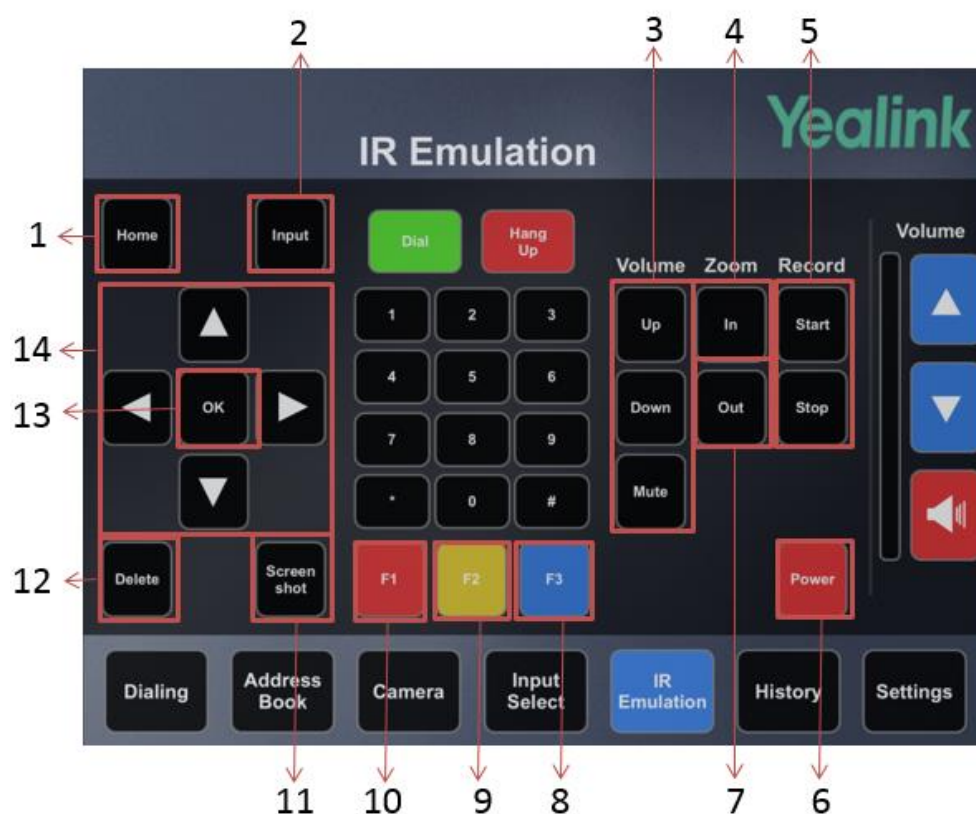 2
3
4
5
Yealink
IR Emulation
1
Home
Input
Dial
Hang
Up
Volume
Zoom
Record
Volume
14
Up
In
Start
1
2
3
13
OK
4
5
6
Down
Out
Stop
7
8
9
Mute
*
0
#
12
Delete
Screen
shot
F1
F2
F3
Power
Dialing
Address
Book
Camera
Input
Select
IR
Emulation
History
Settings
11
10
9
8
7
6